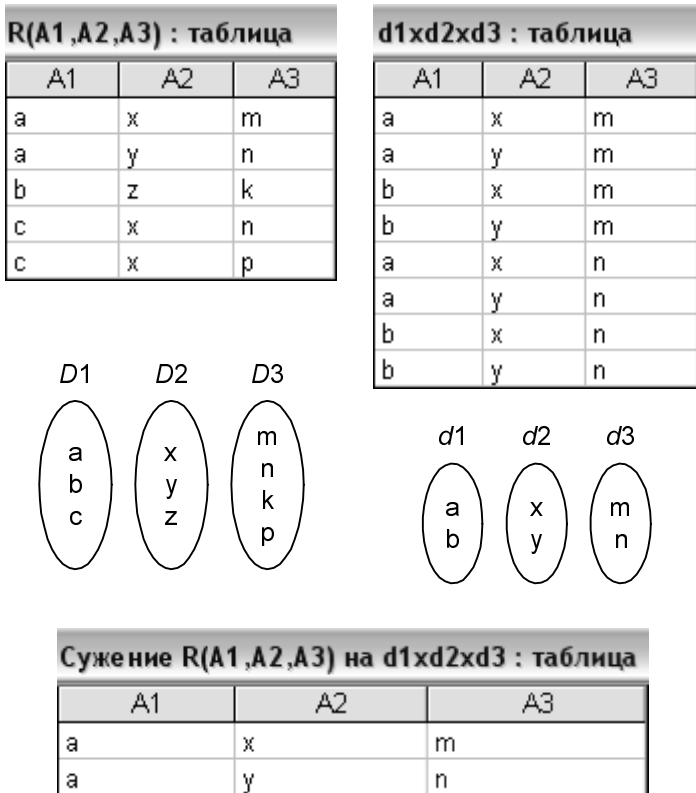 R(A1,A2,A3) : таблица
A1 A2 A3
a x m
a y n
b z k
c x n
c x p
d1xd2xd3 : таблица
A1 A2 A3
a x m
a y m
b x m
b y m
a x n
a y n
b x n
b y n
D1 D2 D3
a x m
b y n
c z k
p
d1 d2 d3
a x m
b y n
Сужение R(A1,A2,A3) на d1xd2xd3 : таблица
A1 A2 A3
a x m
a y n